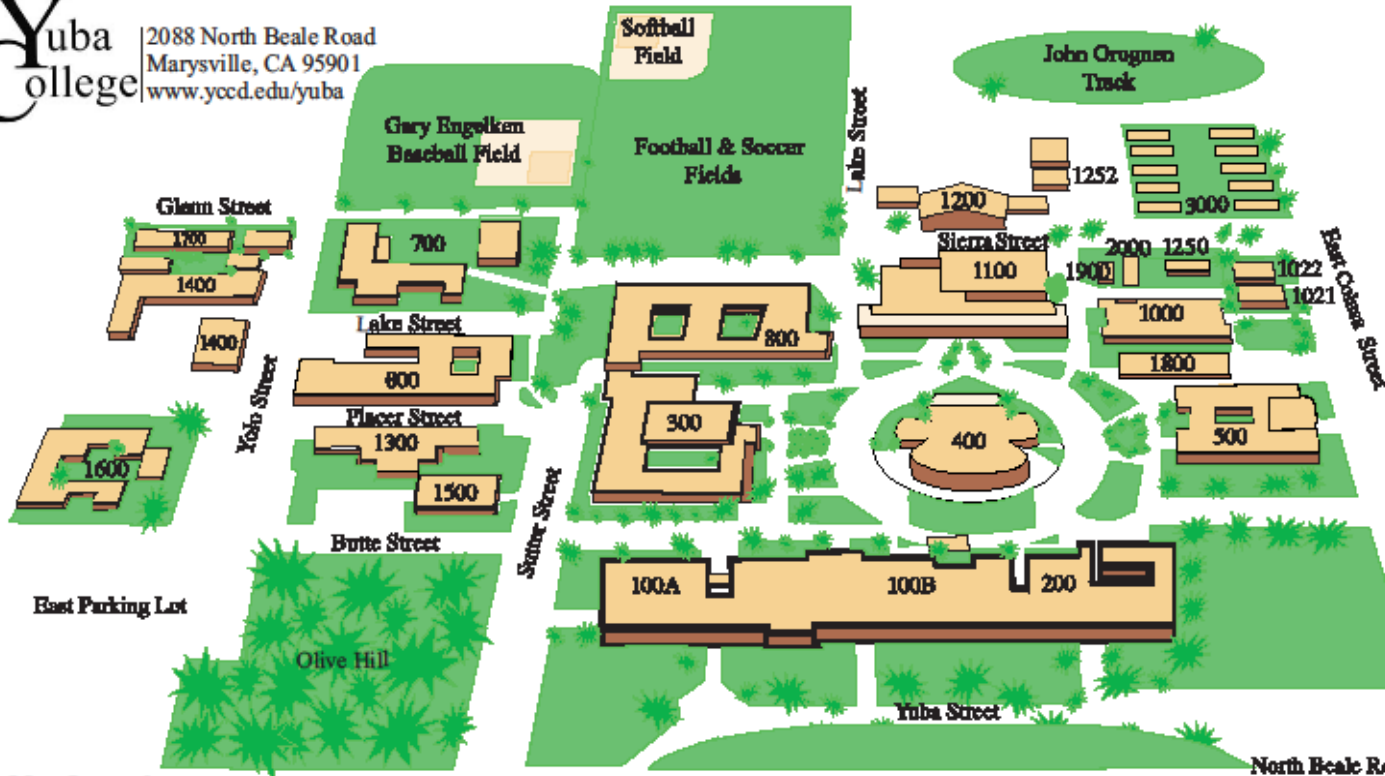 Yuba
College
2088 North Beale Road
Marysville, CA 95901
www.yccd.edu/yuba
Softball
Field
John Orognen
Track
Gary Engelken
Baseball Field
Football & Soccer
Fields
Lake Street
1252
1200
3000
Glenn Street
1700
700
Sierra Street
2000
1250
1100
1900
1022
1021
East Colusa Street
1400
1000
1400
Lake Street
800
1800
600
Yolo Street
Placer Street
300
1300
400
500
1600
1500
Sutter Street
Butte Street
100A
100B
200
East Parking Lot
Olive Hill
Yuba Street
North Beale